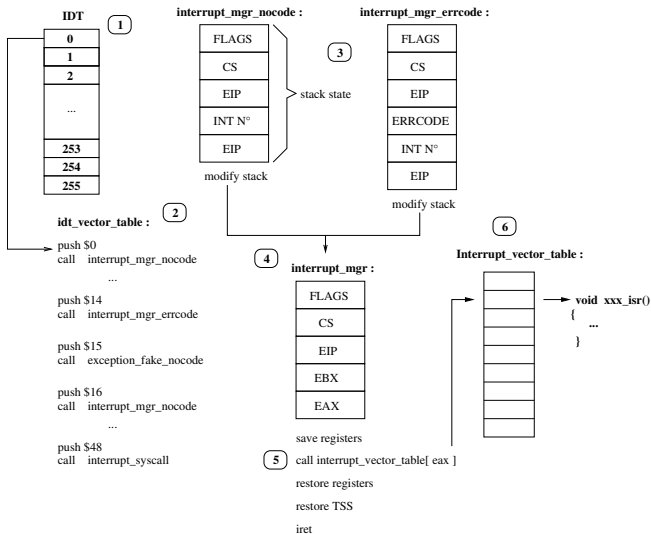 IDT
1
0
1
2
...
253
254
255
interrupt_mgr_nocode :
FLAGS
CS
EIP
INT N°
EIP
modify stack
3
stack state
interrupt_mgr_errcode :
FLAGS
CS
EIP
ERRCODE
INT N°
EIP
modify stack
2
idt_vector_table :
push $0
call interrupt_mgr_nocode
...
push $14
call interrupt_mgr_errcode
push $15
call exception_fake_nocode
push $16
call interrupt_mgr_nocode
...
push $48
call interrupt_syscall
4
interrupt_mgr :
FLAGS
CS
EIP
EBX
EAX
save registers
5
call interrupt_vector_table[ eax ]
restore registers
restore TSS
iret
6
Interrupt_vector_table :
void xxx_isr()
{
...
}